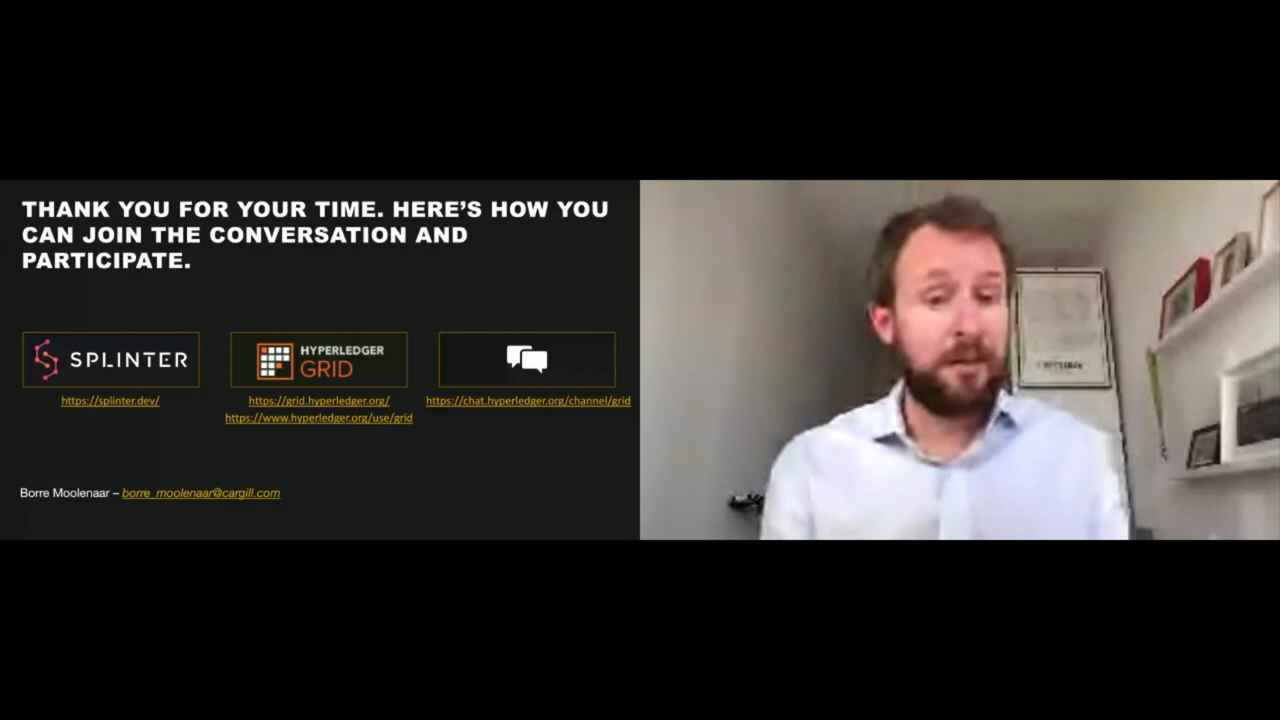 THANK YOU FOR YOUR TIME. HERE'S HOW YOU
CAN JOIN THE CONVERSATION AND
PARTICIPATE.
SPLINTER
HYPERLEDGER
GRID
https://splinter.dev/
https://grid.hyperledger.org/
https://chat.hyperledger.org/channel/grid
https://www.hyperledger.org/use/grid
Borre Moolenaar – borre_moolenaar@cargill.com